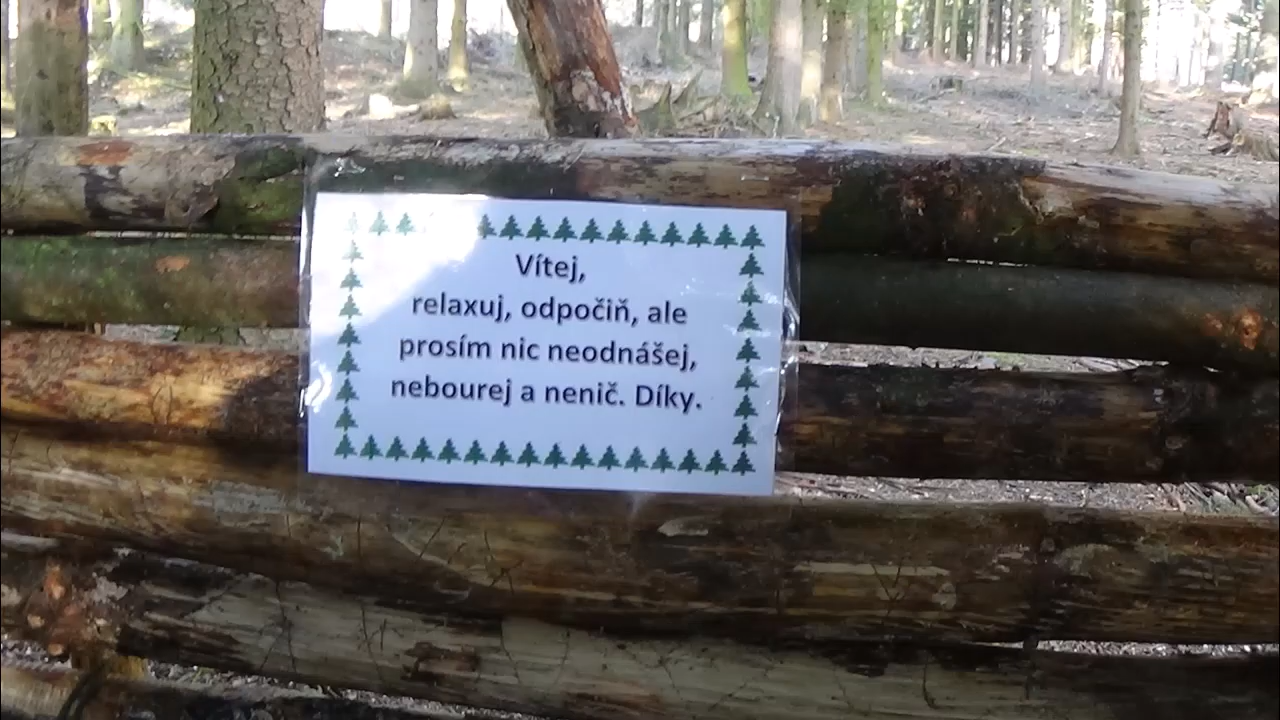 Vítej,
relaxuj, odpočiň, ale
prosím nic neodnášej,
nebourej a nenič. Díky.